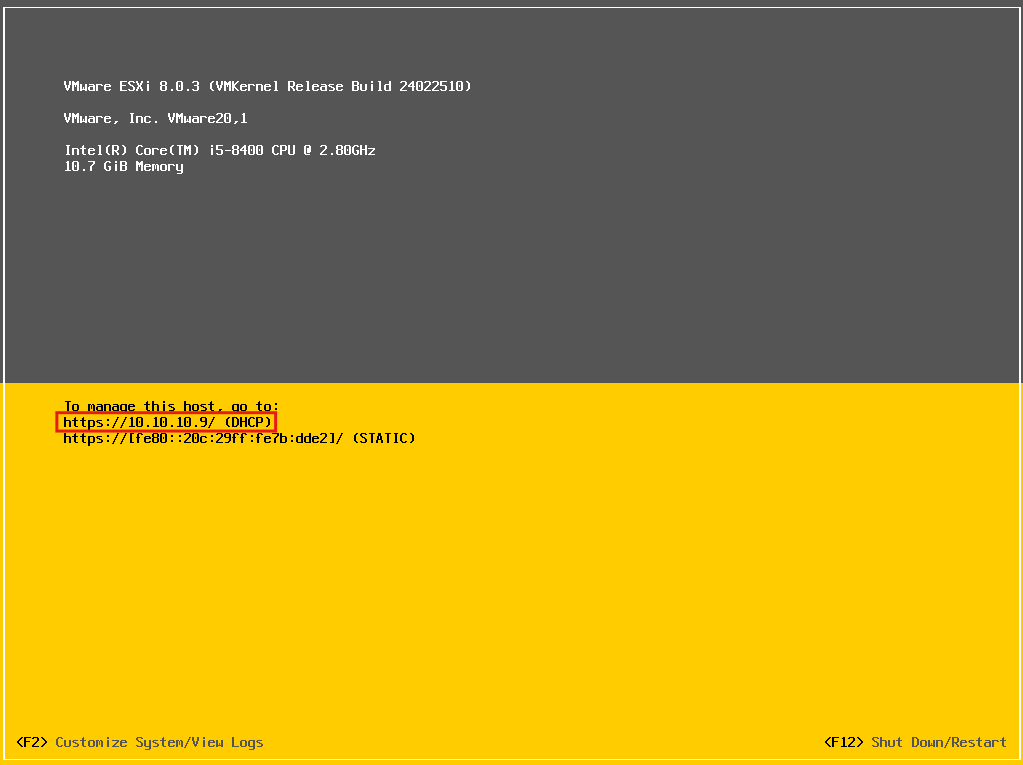 VMware ESXi 8.0.3 (VMKernel Release Build 24022510)
VMware, Inc. VMware20,1
Intel(R) Core(TM) i5-8400 CPU @ 2.80GHz
10.7 GiB Memory
To manage this host, go to:
https://10.10.10.9/ (DHCP)
https://[fe80::20c:29ff:fe7b:dde2]/ (STATIC)
<F2> Customize System/View Logs
<F12> Shut Down/Restart